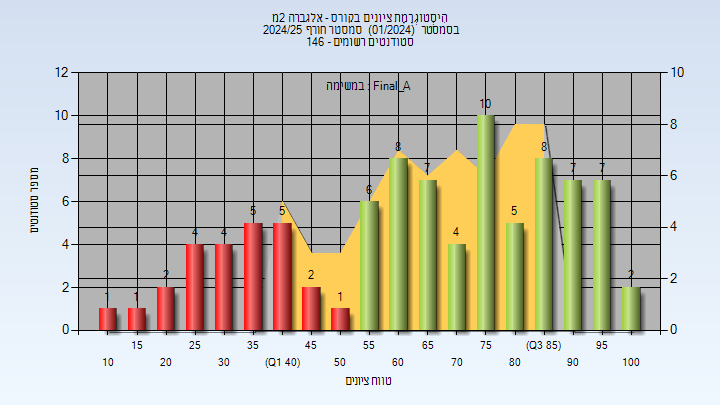 היסטוגרמת ציונים בקורס - אלגברה 2מ
בסמסטר (01/2024) סמסטר חורף 2024/25
סטודנטים רשומים - 146
במשימה : Final_A
מספר סטודנטים
12 10 8 6 4 2 0
10 8 6 4 2 0
1 1 2 4 4 5 5 2 1 6 8 7 4 10 5 8 7 7 2
15 25 35 45 55 65 75 (Q3 85) 95
10 20 30 (Q1 40) 50 60 70 80 90 100
טווח ציונים